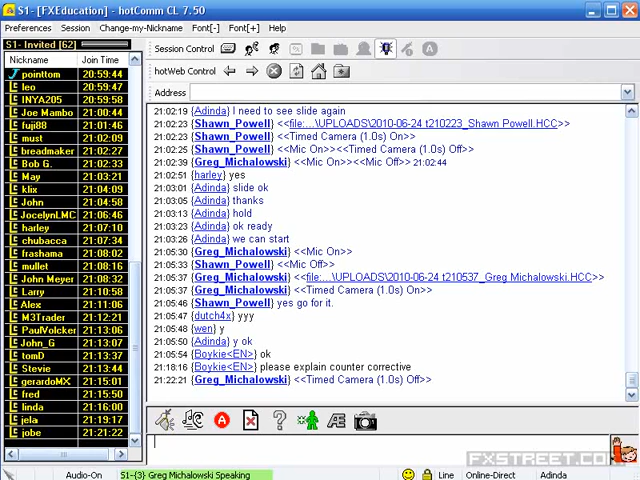 S1- [FXEducation] - hotComm CL 7.50
Preferences Session Change-my-Nickname Font[-] Font[+] Help
S1- Invited [62]
Nickname Join Time
pointtom 20:59:44
leo 20:59:47
INYA205 20:59:58
Joe Mambo 21:00:44
fuji88 21:01:46
must 21:02:09
breadmaker 21:02:29
Bob G. 21:02:33
May 21:03:21
klix 21:04:09
John 21:04:58
JocelynLMC 21:06:46
harley 21:07:10
chubacca 21:07:34
frashama 21:08:02
mullet 21:08:16
John Meyer 21:08:32
Larry 21:10:58
Alex 21:11:06
M3Trader 21:12:21
PaulVolcker 21:13:06
John_G 21:13:07
tomD 21:13:37
Stevie 21:13:44
gerardoMX 21:15:01
fred 21:15:50
linda 21:16:00
jela 21:19:17
jobe 21:21:22
Session Control
hotWeb Control
Address
21:02:19 {Adinda} I need to see slide again
21:02:23 {Shawn_Powell} <<file:...\UPLOADS\2010-06-24 t210223_Shawn Powell.HCC>>
21:02:23 {Shawn_Powell} <<Timed Camera (1.0s) On>>
21:02:25 {Shawn_Powell} <<Timed Camera (1.0s) Off>>
21:02:39 {Greg_Michalowski} <<Mic On>><<Mic Off>> 21:02:44
21:02:51 {harley} yes
21:03:01 {Adinda} slide ok
21:03:05 {Adinda} thanks
21:03:13 {Adinda} hold
21:03:23 {Adinda} ok ready
21:03:26 {Adinda} we can start
21:05:30 {Greg_Michalowski} <<Mic On>>
21:05:33 {Shawn_Powell} <<Mic Off>>
21:05:37 {Greg_Michalowski} <<file:...\UPLOADS\2010-06-24 t210537_Greg Michalowski.HCC>>
21:05:37 {Greg_Michalowski} <<Timed Camera (1.0s) On>>
21:05:46 {Shawn_Powell} yes go for it.
21:05:47 {dutch4x} yyy
21:05:48 {wen} y
21:05:50 {Adinda} y ok
21:05:54 {Boykie<EN>} ok
21:18:16 {Boykie<EN>} please explain counter corrective
21:22:21 {Greg_Michalowski} <<Timed Camera (1.0s) Off>>
FXSTREET.COM
Audio-On S1-{3} Greg Michalowski Speaking Line Online-Direct Adinda